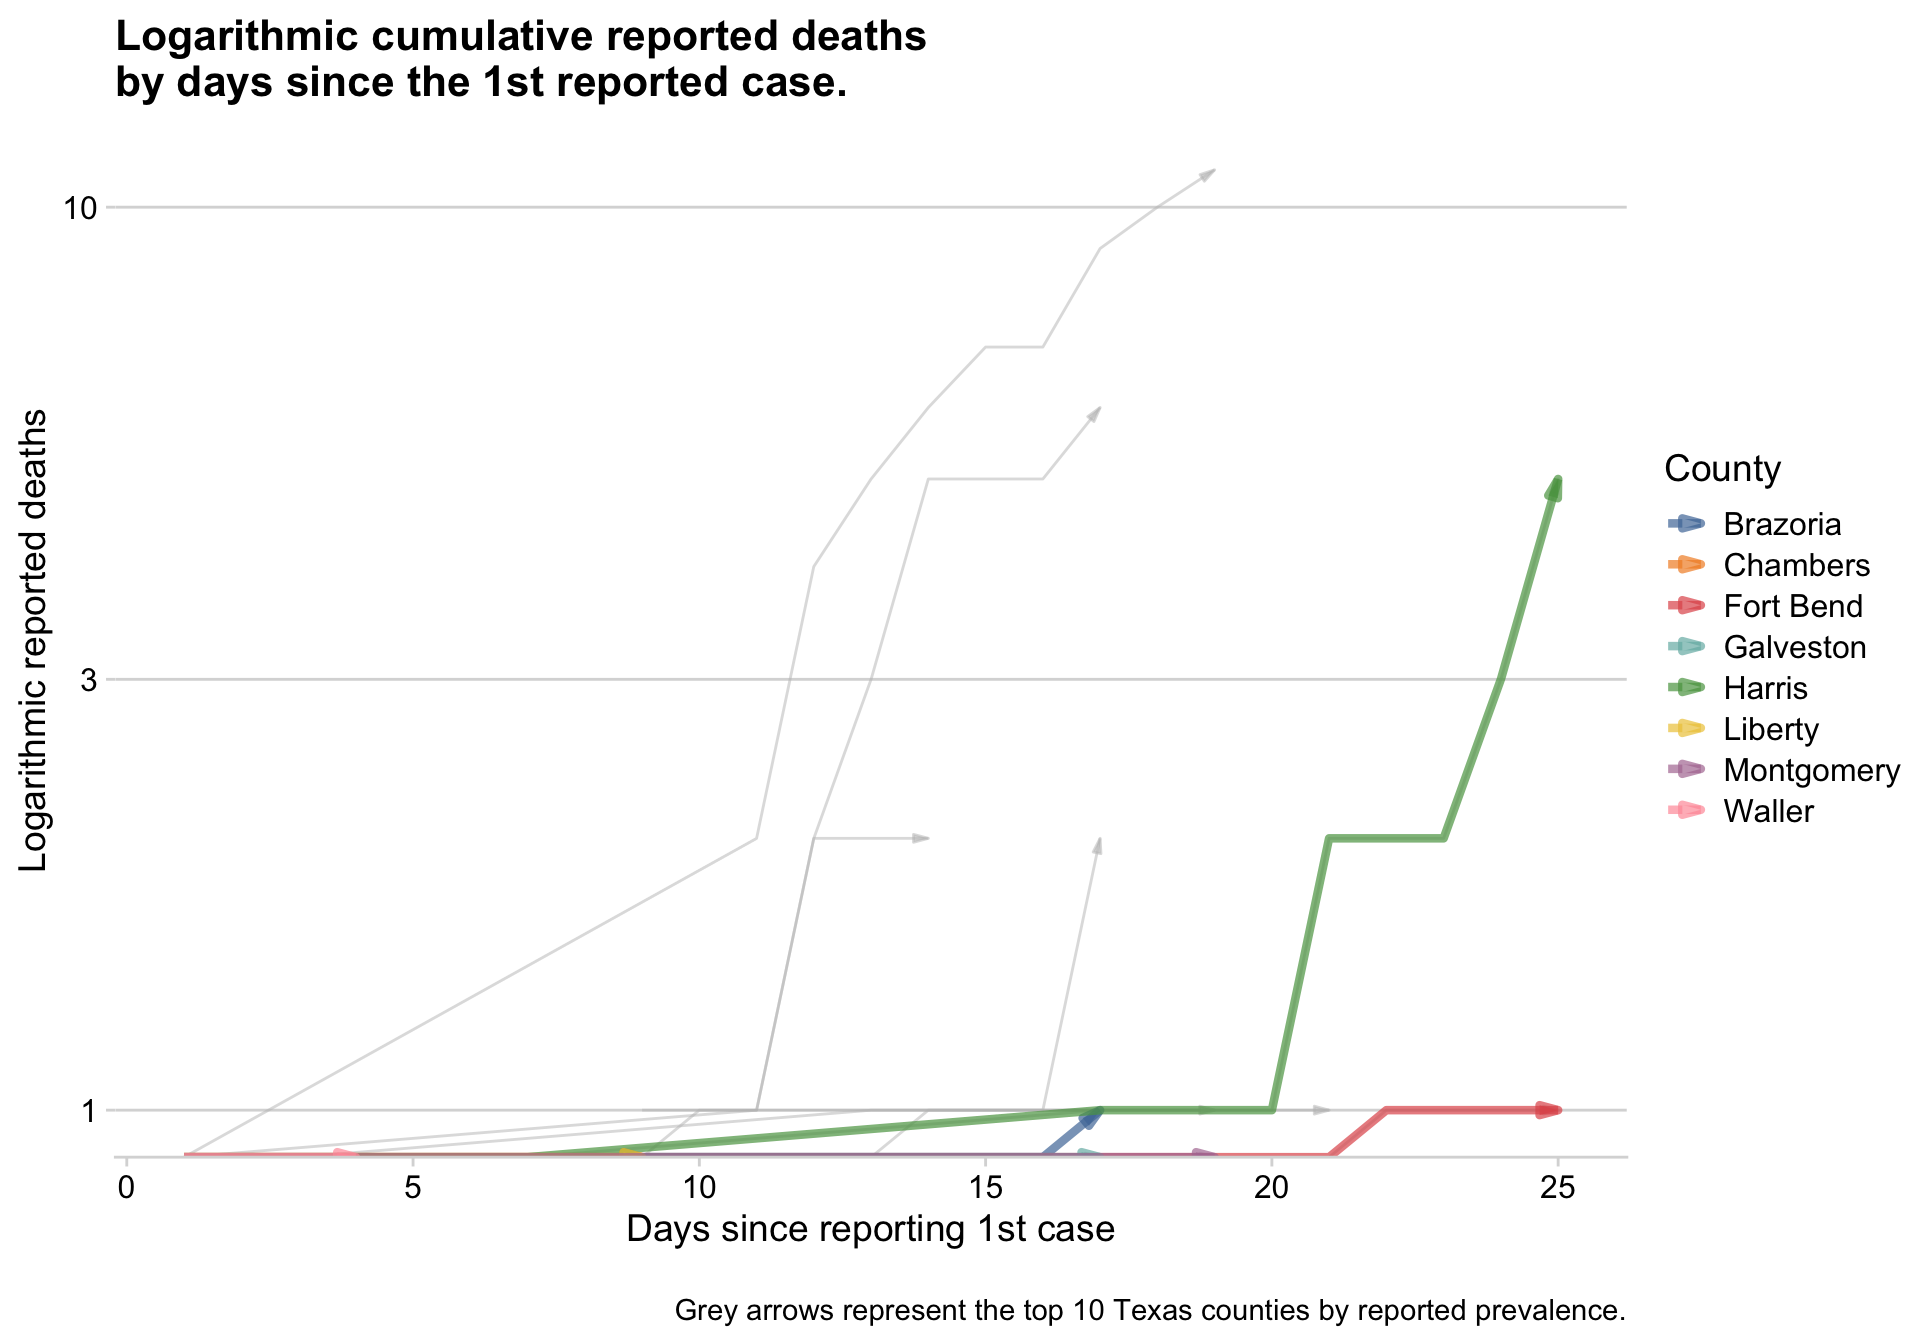 Logarithmic cumulative reported deaths
by days since the 1st reported case.
Logarithmic reported deaths
10
3
1
0
5
10
15
20
25
Days since reporting 1st case
County
Brazoria
Chambers
Fort Bend
Galveston
Harris
Liberty
Montgomery
Waller
Grey arrows represent the top 10 Texas counties by reported prevalence.